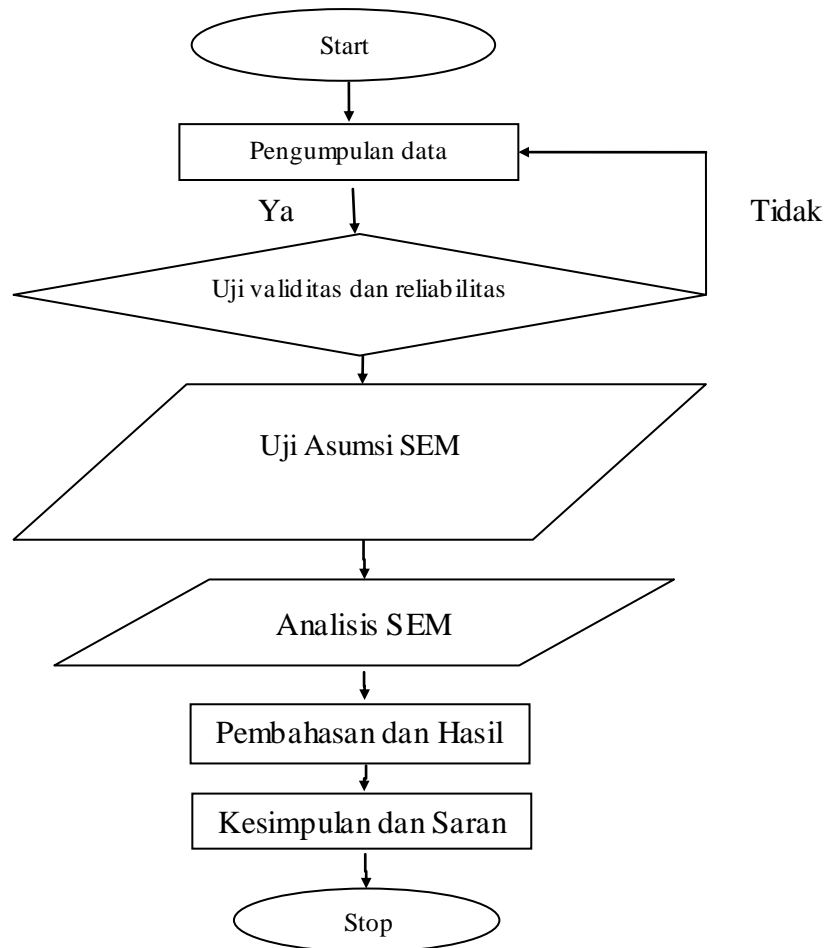 Start
Pengumpulan data
Ya
Tidak
Uji validitas dan reliabilitas
Uji Asumsi SEM
Analisis SEM
Pembahasan dan Hasil
Kesimpulan dan Saran
Stop